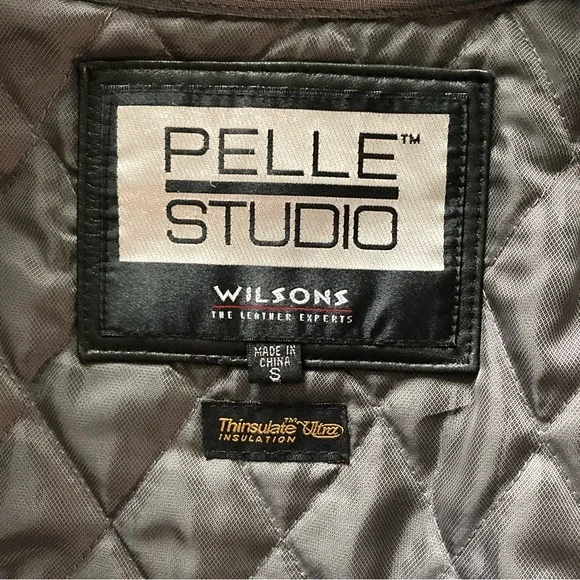 PELLE™
STUDIO
WILSONS
THE LEATHER EXPERTS
MADE IN
CHINA
S
Thinsulate™ Ultra
INSULATION